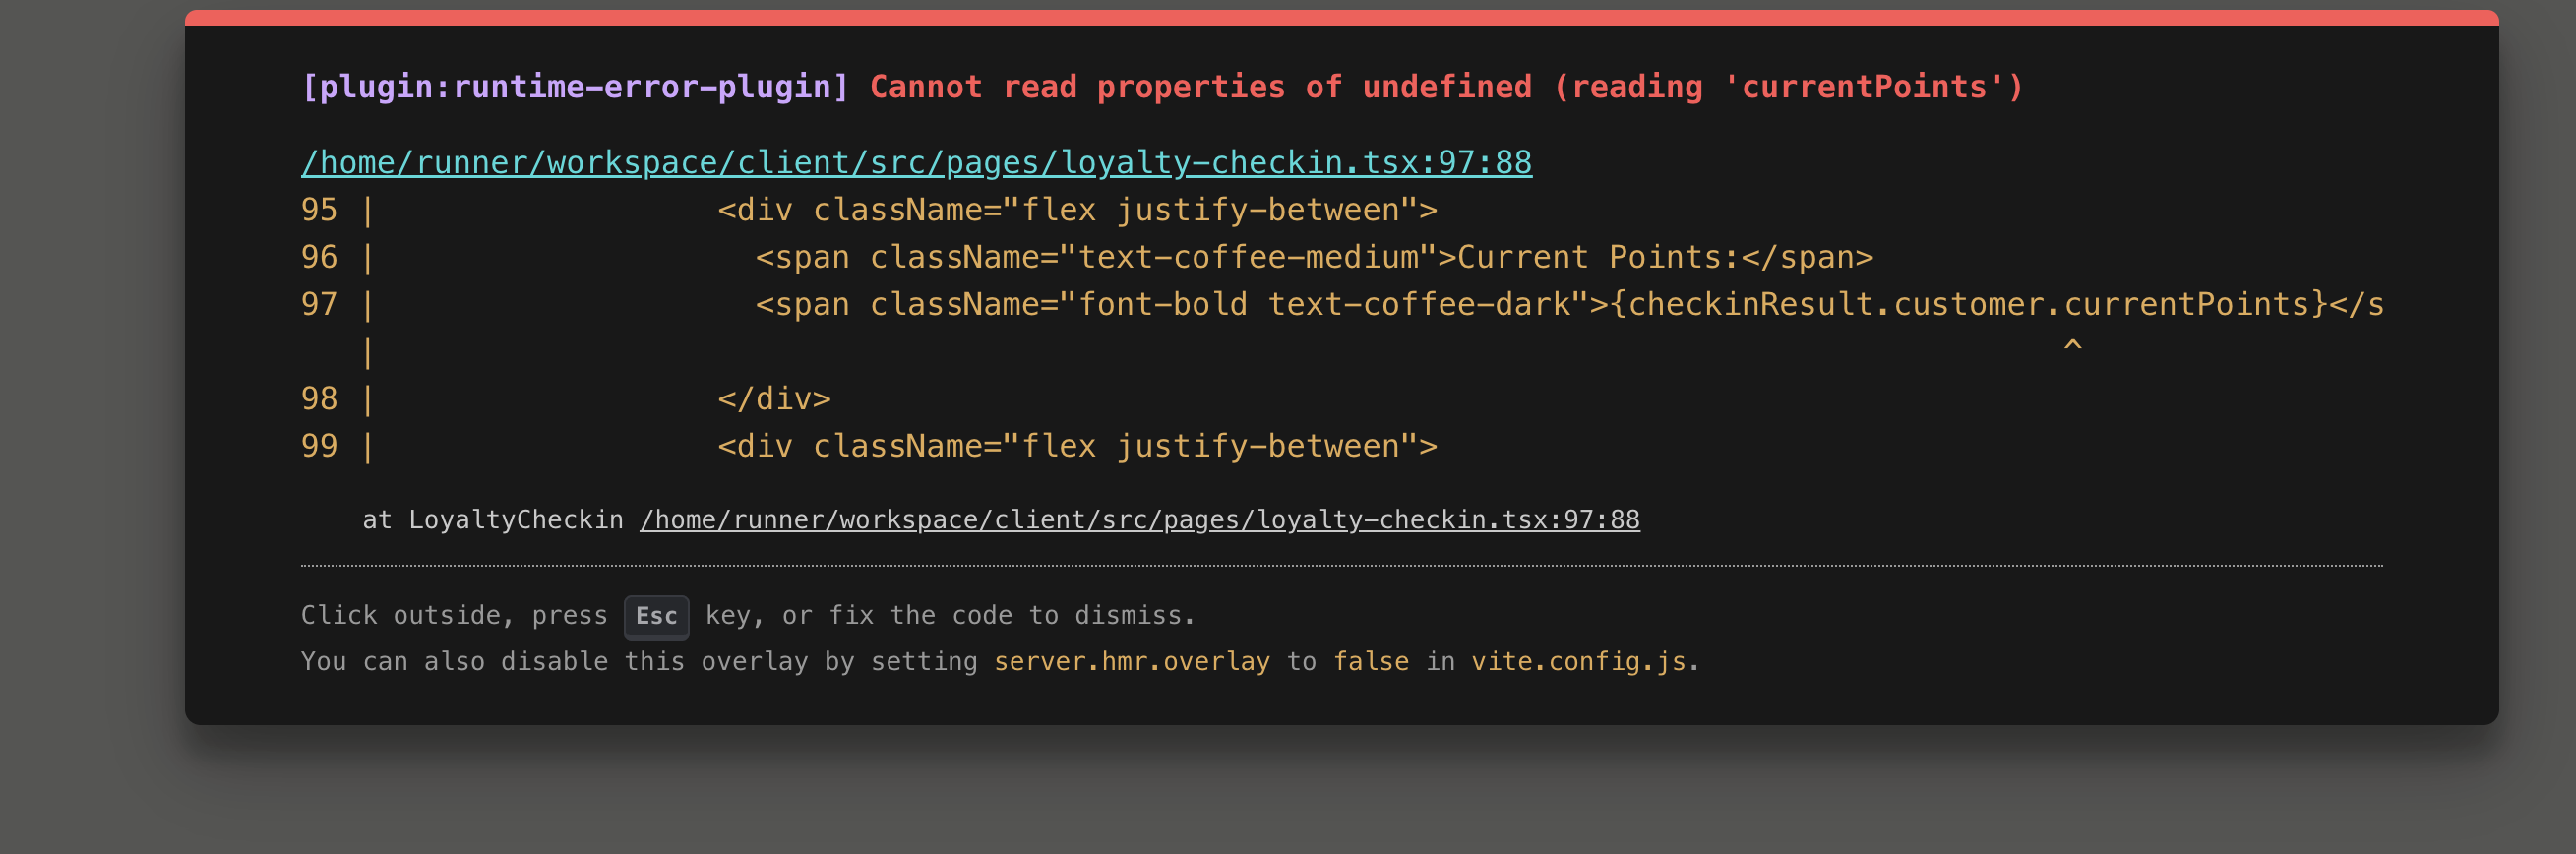 [plugin:runtime-error-plugin] Cannot read properties of undefined (reading 'currentPoints')
/home/runner/workspace/client/src/pages/loyalty-checkin.tsx:97:88
95 |                  <div className="flex justify-between">
96 |                    <span className="text-coffee-medium">Current Points:</span>
97 |                    <span className="font-bold text-coffee-dark">{checkinResult.customer.currentPoints}</s
   |                                                                                         ^
98 |                  </div>
99 |                  <div className="flex justify-between">
at LoyaltyCheckin /home/runner/workspace/client/src/pages/loyalty-checkin.tsx:97:88
Click outside, press Esc key, or fix the code to dismiss.
You can also disable this overlay by setting server.hmr.overlay to false in vite.config.js.